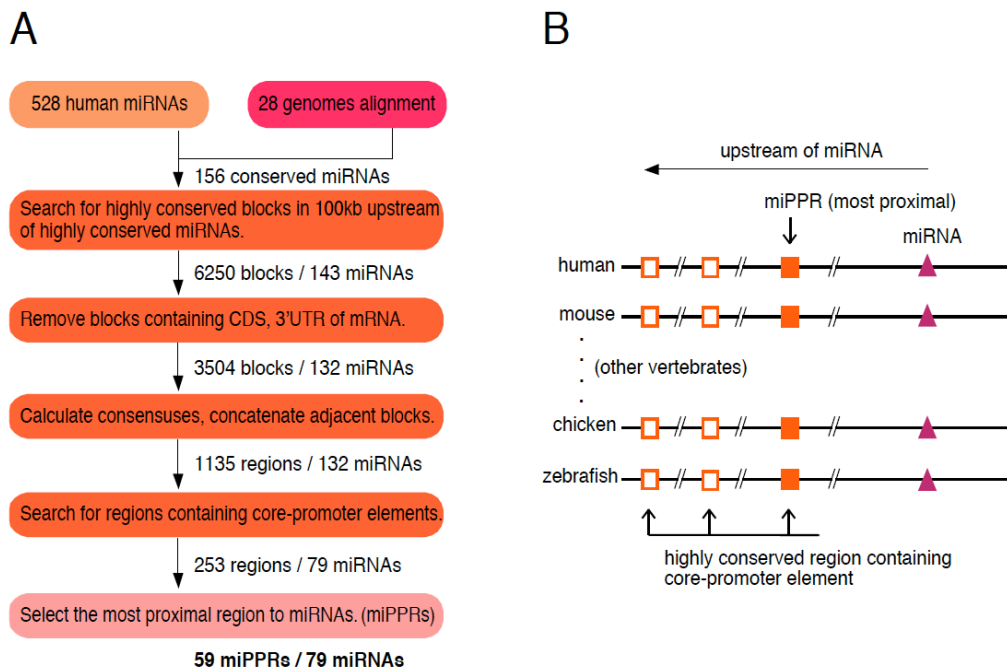 A
528 human miRNAs
28 genomes alignment
156 conserved miRNAs
Search for highly conserved blocks in 100kb upstream
of highly conserved miRNAs.
6250 blocks / 143 miRNAs
Remove blocks containing CDS, 3'UTR of mRNA.
3504 blocks / 132 miRNAs
Calculate consensuses, concatenate adjacent blocks.
1135 regions / 132 miRNAs
Search for regions containing core-promoter elements.
253 regions / 79 miRNAs
Select the most proximal region to miRNAs. (miPPRs)
59 miPPRs / 79 miRNAs
B
upstream of miRNA
miPPR (most proximal)
miRNA
human
mouse
(other vertebrates)
chicken
zebrafish
highly conserved region containing
core-promoter element